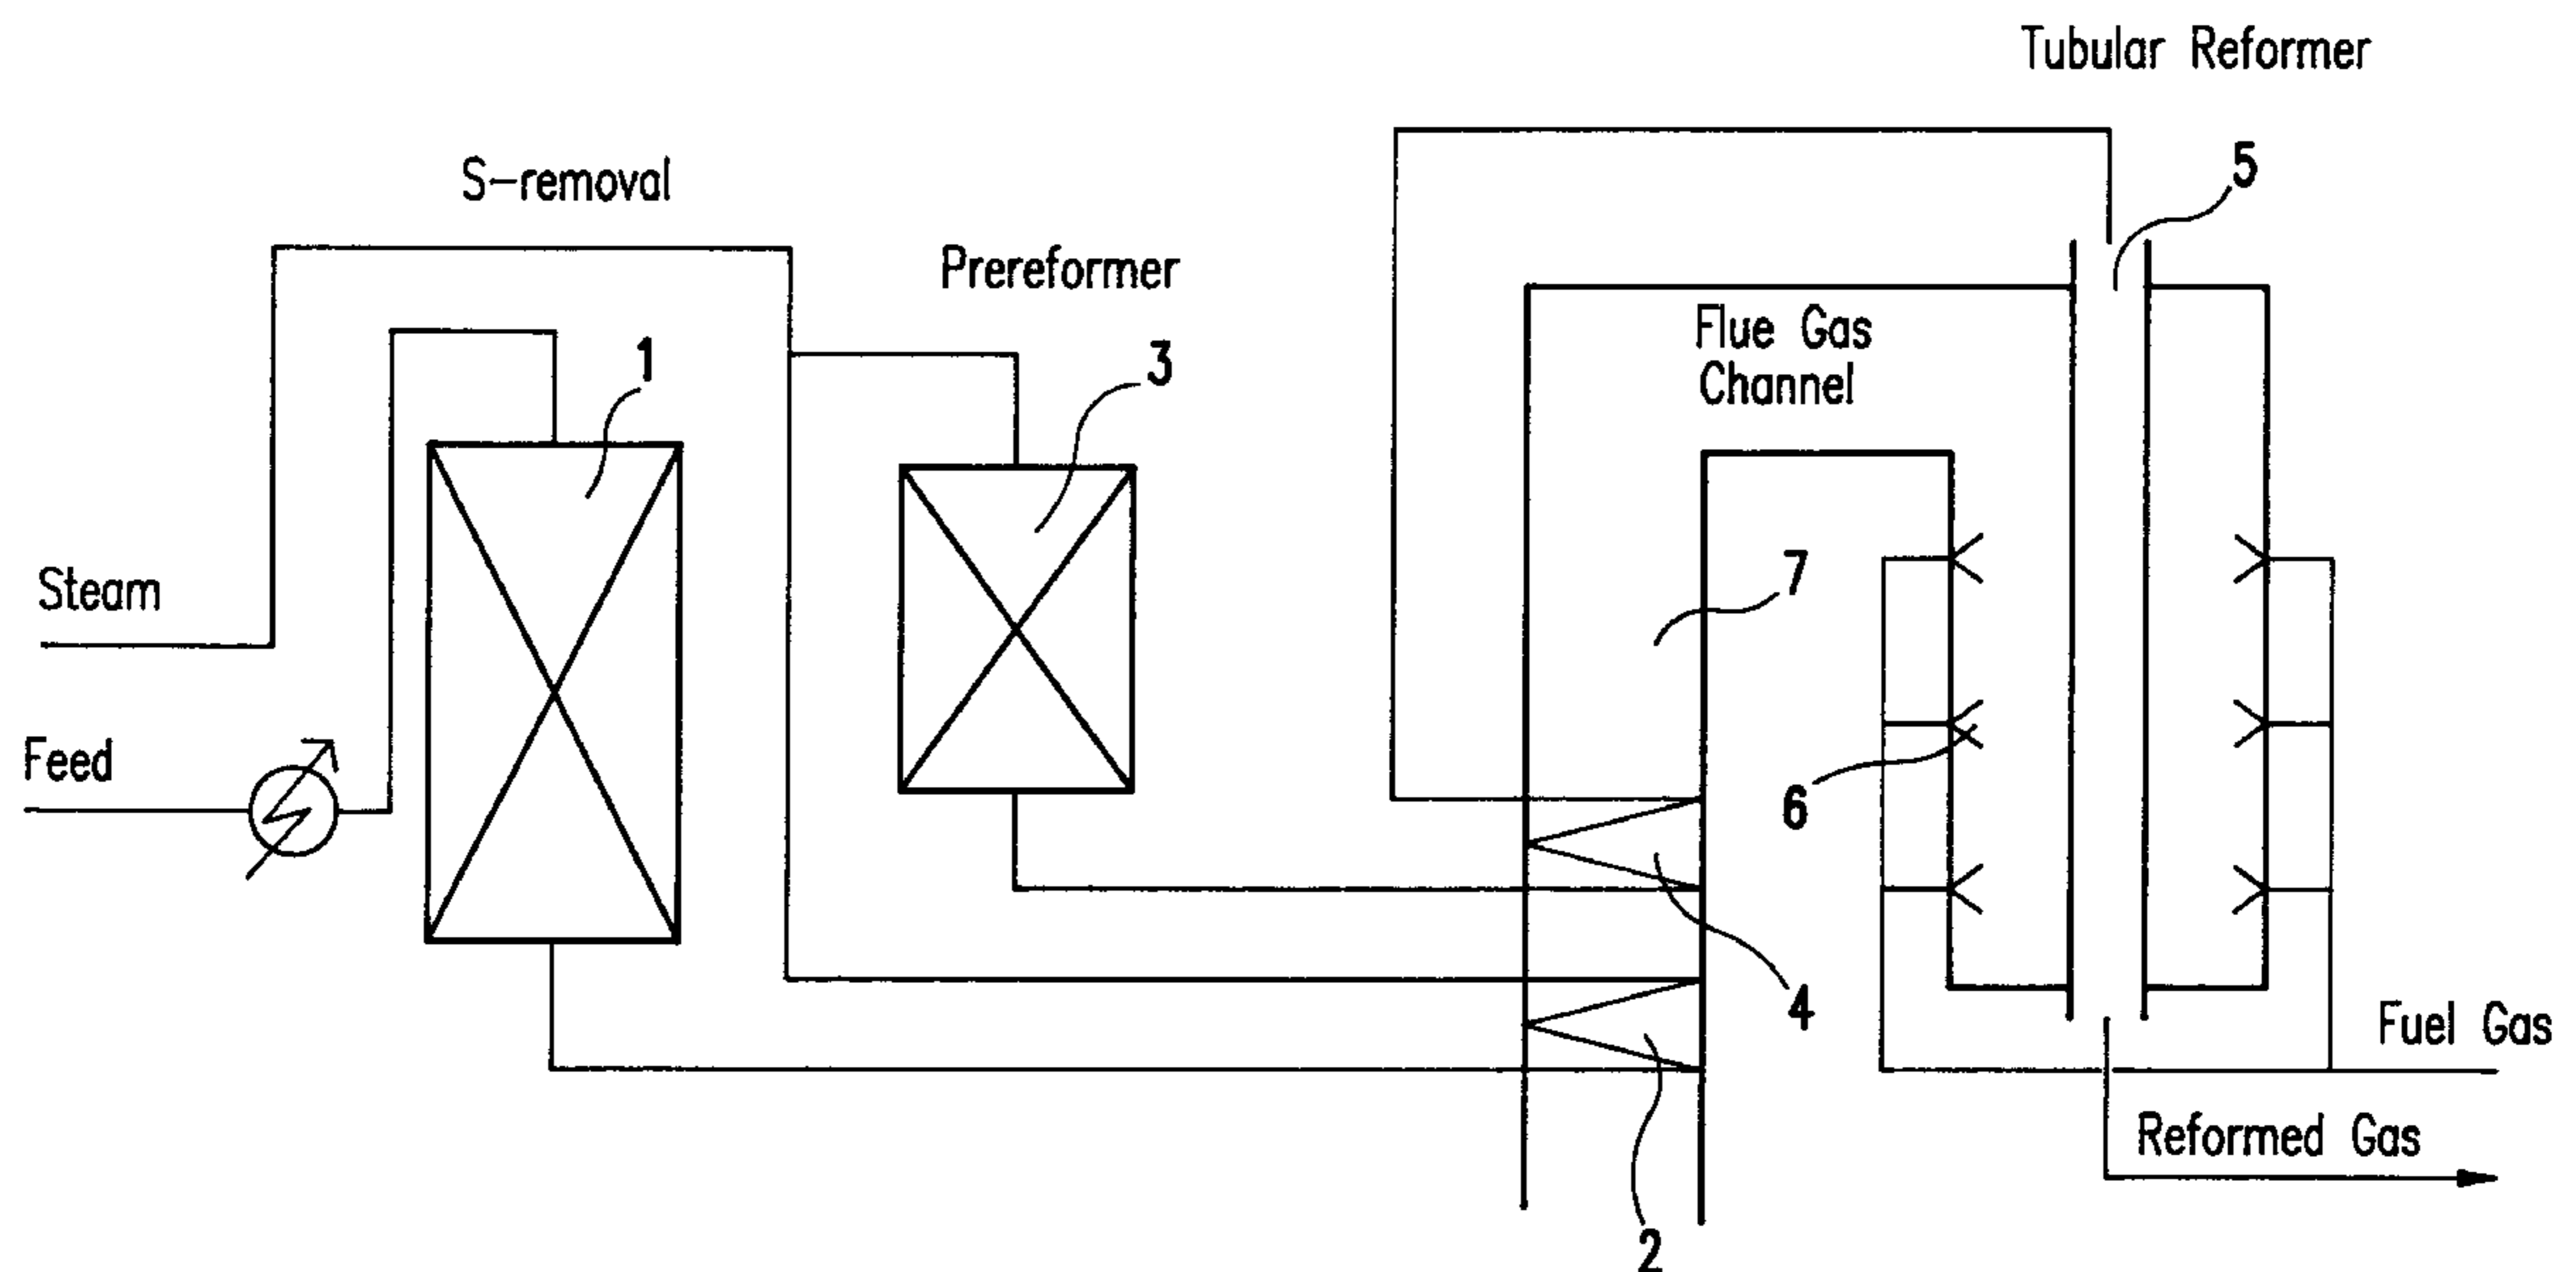 Tubular Reformer
5
S-removal
Prereformer
Flue Gas
Channel
1
3
7
Steam
Feed
6
4
Fuel Gas
Reformed Gas
2